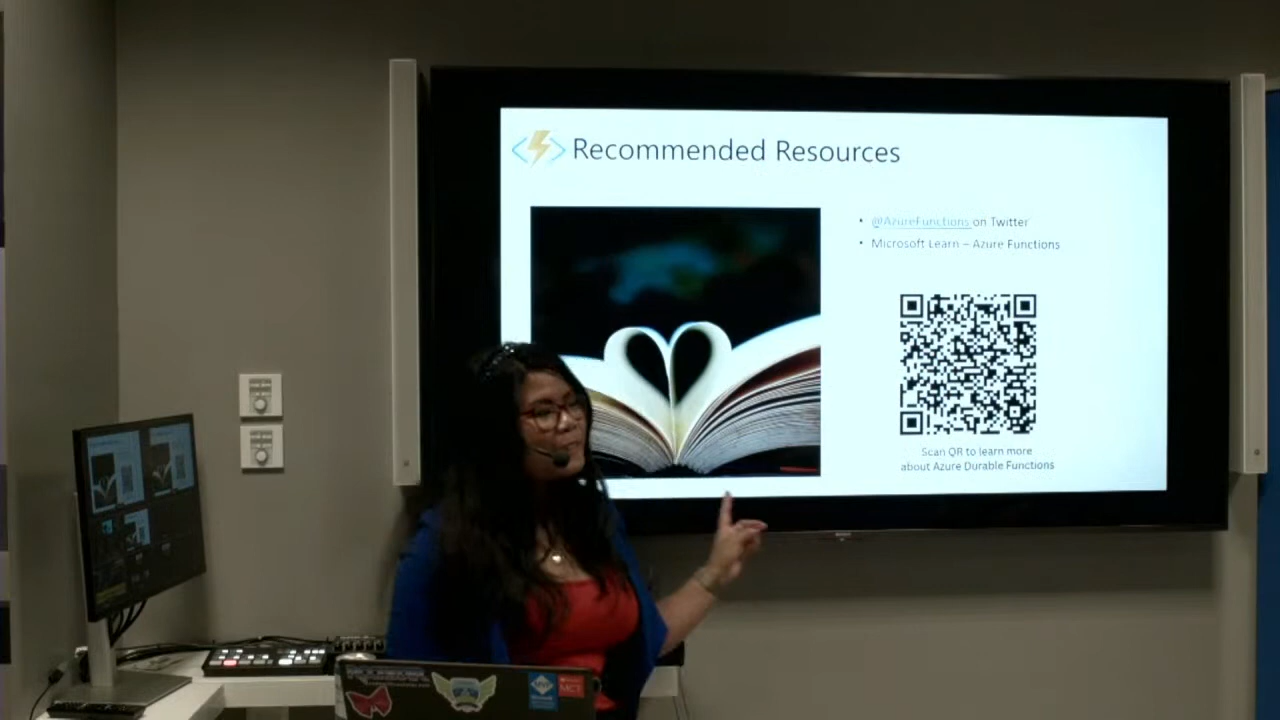 Recommended Resources
@AzureFunctions on Twitter
Microsoft Learn – Azure Functions
Scan QR to learn more
about Azure Durable Functions
MCT